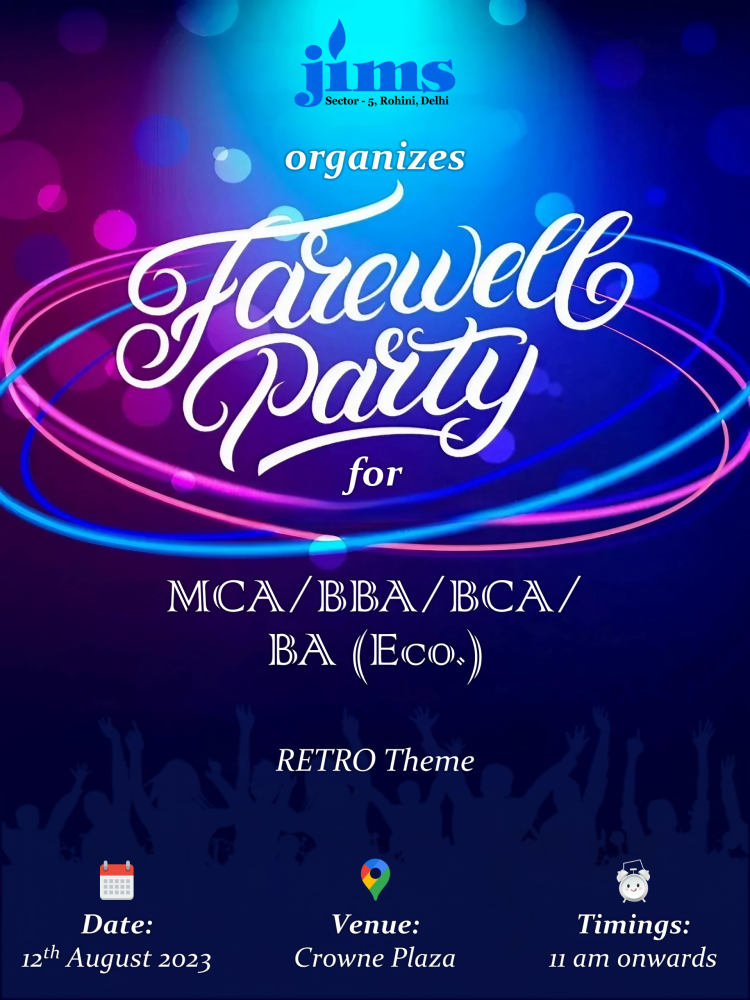 jims
Sector - 5, Rohini, Delhi
organizes
Farewell
Party
for
MCA/BBA/BCA/
BA (Eco.)
RETRO Theme
Date:
12th August 2023
Venue:
Crowne Plaza
Timings:
11 am onwards